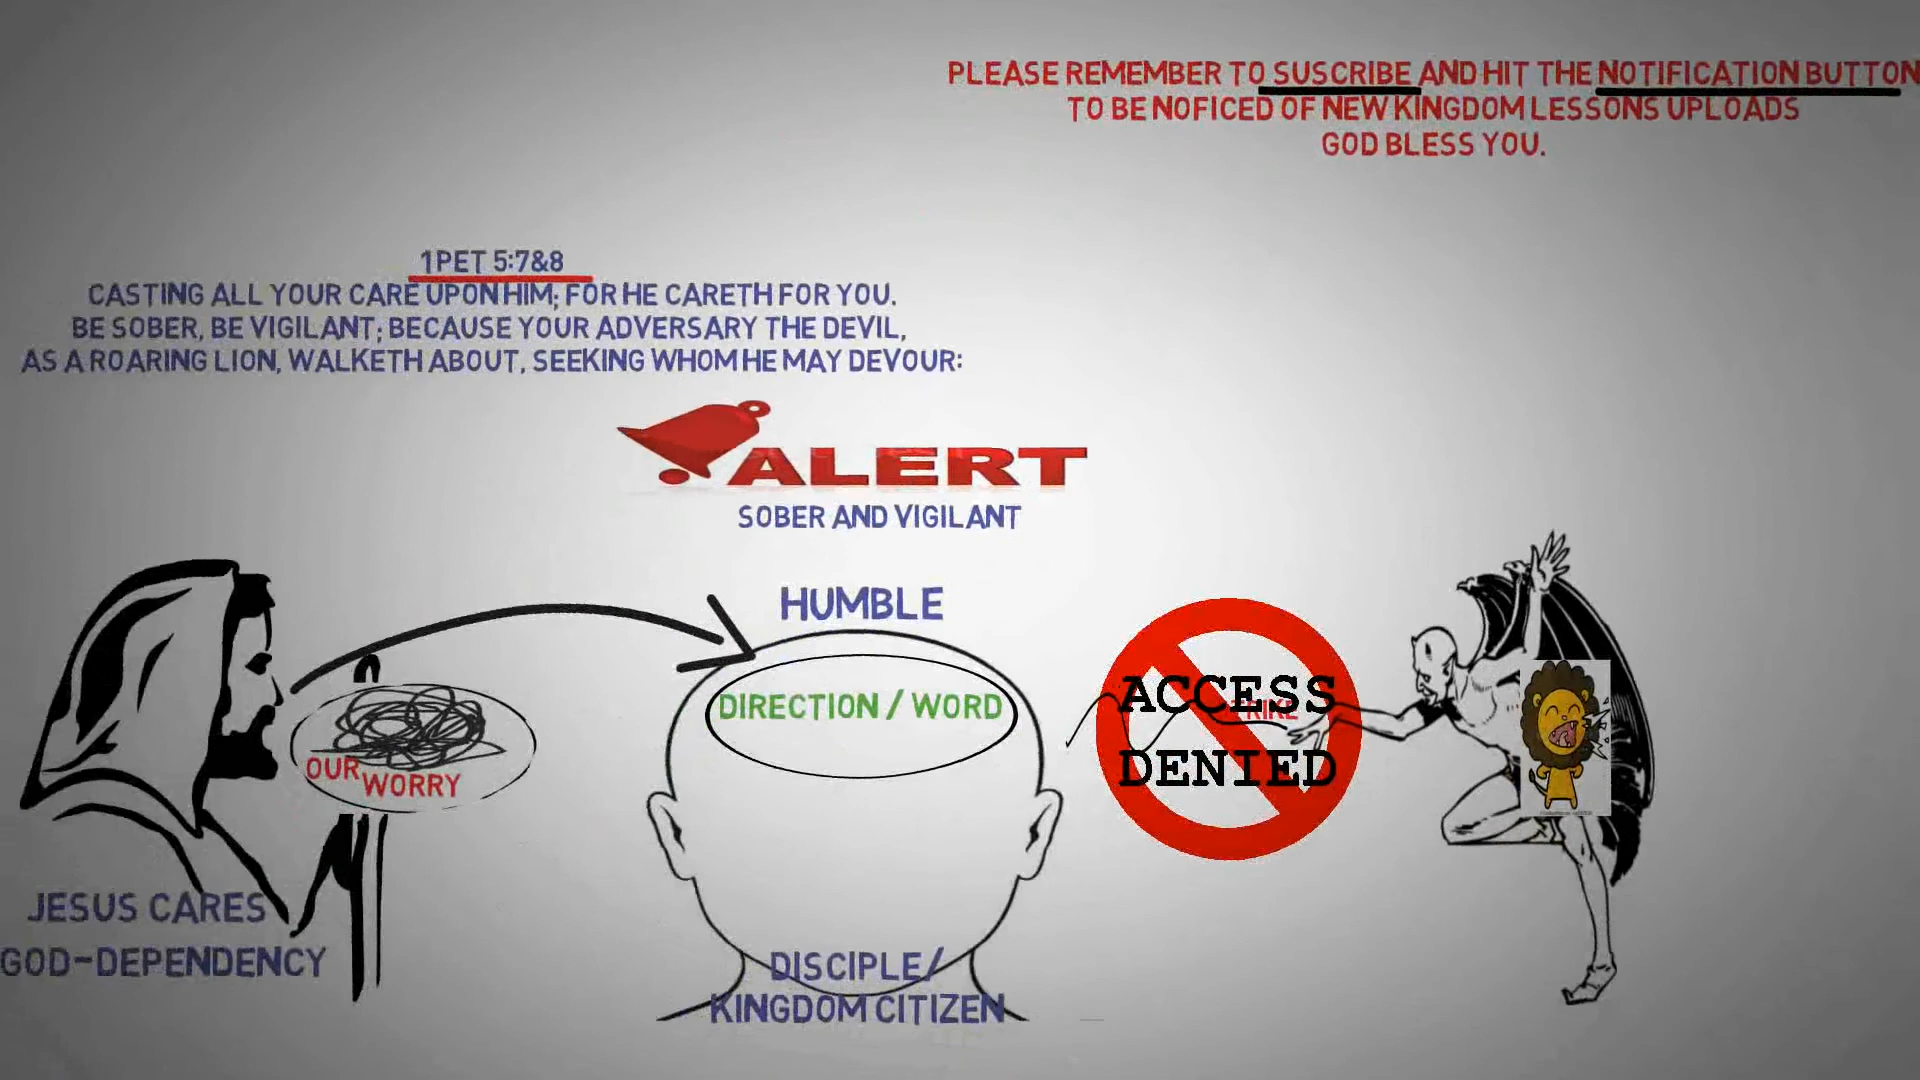 PLEASE REMEMBER TO SUSCRIBE AND HIT THE NOTIFICATION BUTTON
TO BE NOFICED OF NEW KINGDOM LESSONS UPLOADS
GOD BLESS YOU.
1PET 5:7&8
CASTING ALL YOUR CARE UPON HIM; FOR HE CARETH FOR YOU.
BE SOBER, BE VIGILANT; BECAUSE YOUR ADVERSARY THE DEVIL,
AS A ROARING LION, WALKETH ABOUT, SEEKING WHOM HE MAY DEVOUR:
ALERT
SOBER AND VIGILANT
HUMBLE
DIRECTION / WORD
ACCESS
DENIED
OUR
WORRY
JESUS CARES
GOD-DEPENDENCY
DISCIPLE/
KINGDOM CITIZEN